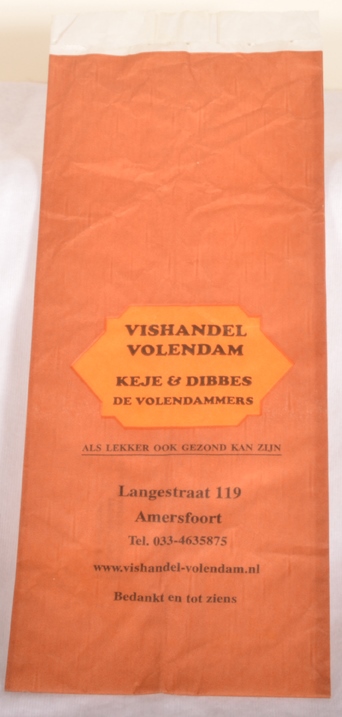 VISHANDEL
VOLENDAM
KEJE & DIBBES
DE VOLENDAMMERS
ALS LEKKER OOK GEZOND KAN ZIJN
Langestraat 119
Amersfoort
Tel. 033-4635875
www.vishandel-volendam.nl
Bedankt en tot ziens